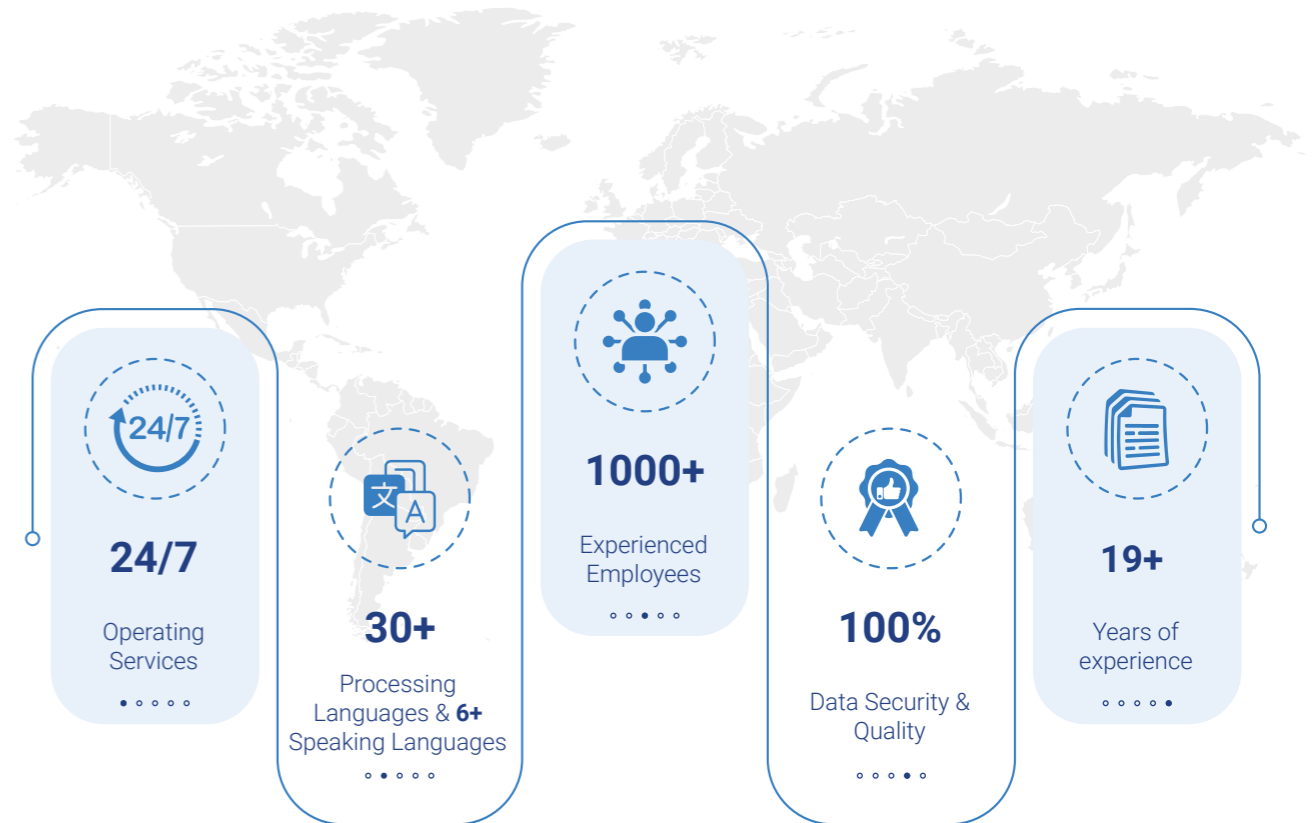 24/7
24/7
Operating
Services
文
A
30+
Processing
Languages & 6+
Speaking Languages
1000+
Experienced
Employees
100%
Data Security &
Quality
19+
Years of
experience